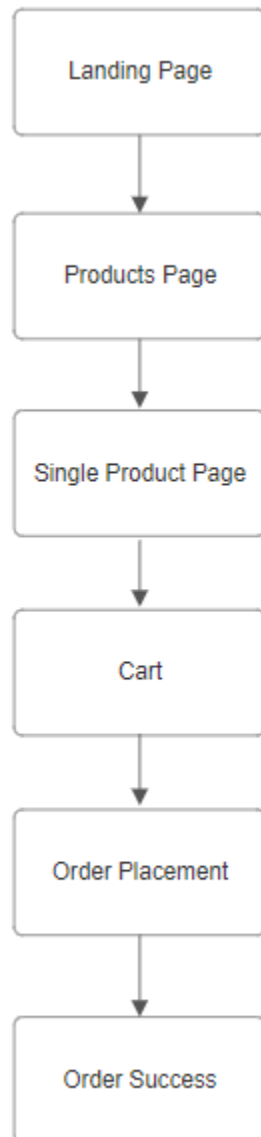 Landing Page
Products Page
Single Product Page
Cart
Order Placement
Order Success